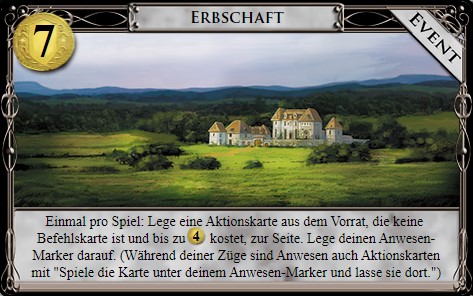 Erbschaft
7
EVENT
Einmal pro Spiel: Lege eine Aktionskarte aus dem Vorrat, die keine
Befehlskarte ist und bis zu 4 kostet, zur Seite. Lege deinen Anwesen-
Marker darauf. (Während deiner Züge sind Anwesen auch Aktionskarten
mit "Spiele die Karte unter deinem Anwesen-Marker und lasse sie dort.")